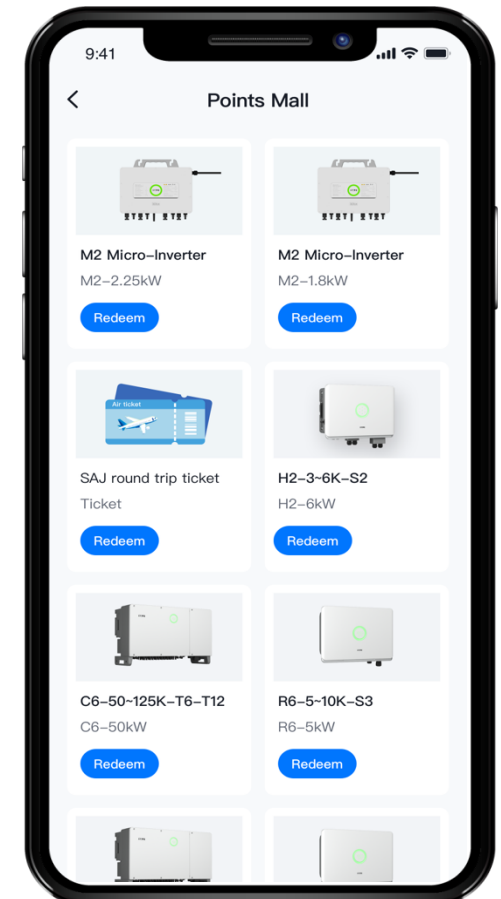 9:41
Points Mall
M2 Micro-Inverter
M2-2.25kW
Redeem
M2 Micro-Inverter
M2-1.8kW
Redeem
Air ticket
SAJ round trip ticket
Ticket
Redeem
H2-3~6K-S2
H2-6kW
Redeem
C6-50~125K-T6-T12
C6-50kW
Redeem
R6-5~10K-S3
R6-5kW
Redeem